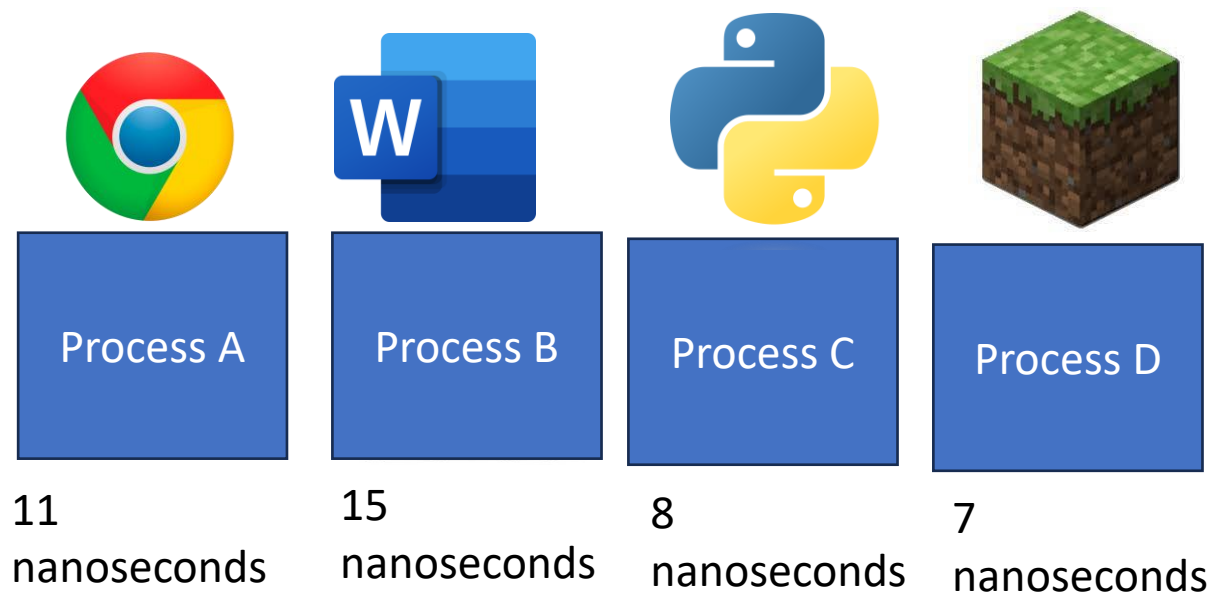 W
Process A
Process B
Process C
Process D
11
nanoseconds
15
nanoseconds
8
nanoseconds
7
nanoseconds